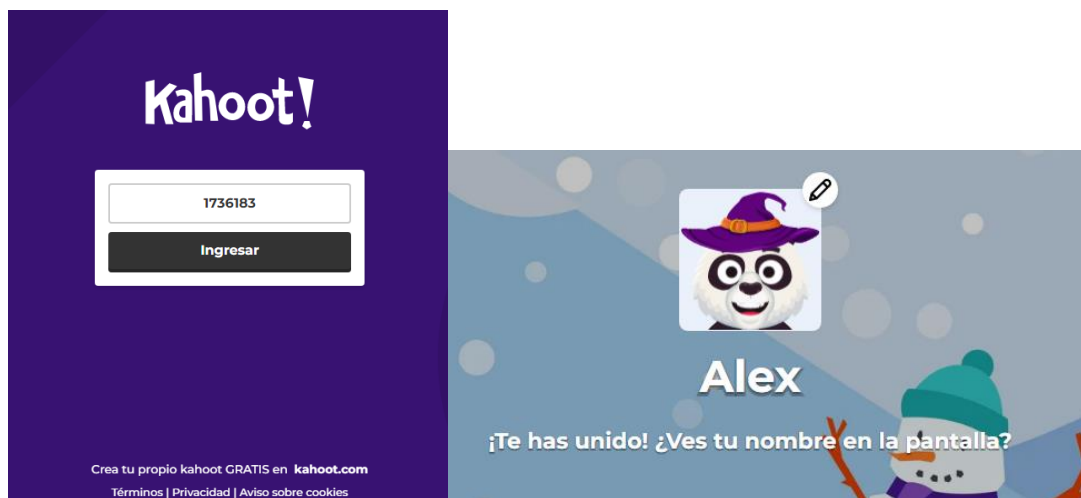 Kahoot!
1736183
Ingresar
Crea tu propio kahoot GRATIS en kahoot.com
Términos | Privacidad | Aviso sobre cookies
Alex
¡Te has unido! ¿Ves tu nombre en la pantalla?